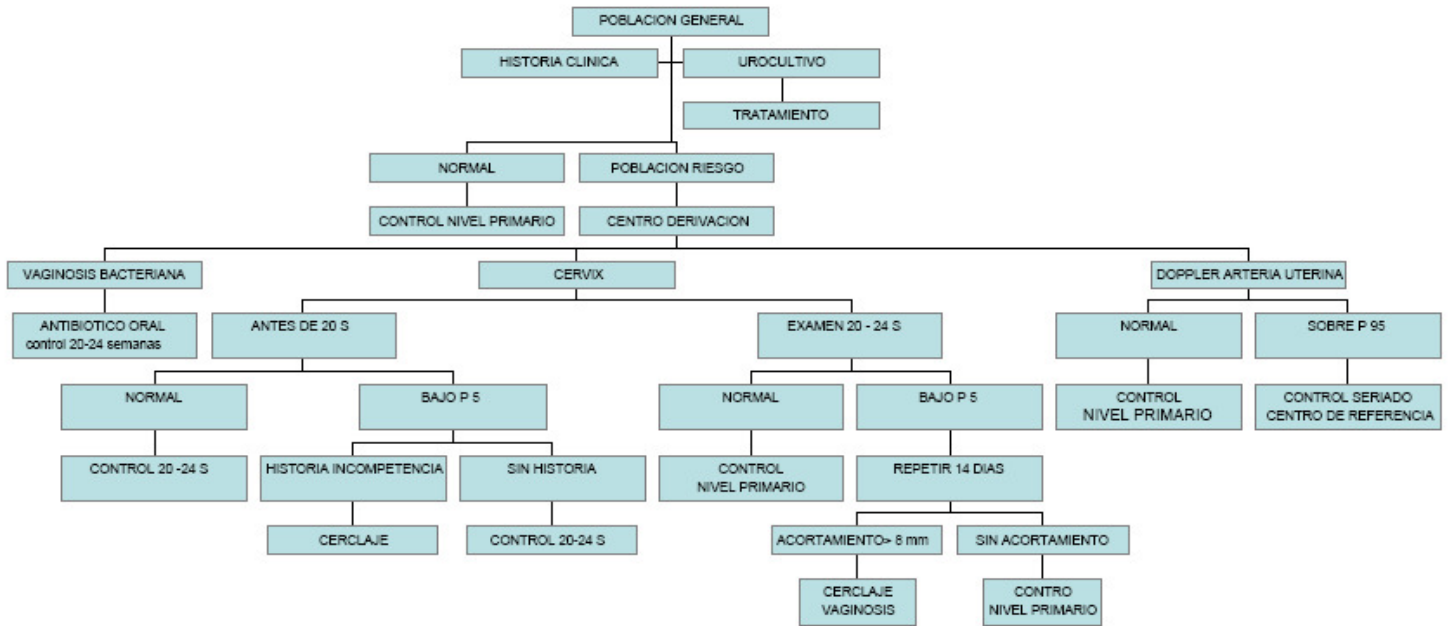 POBLACION GENERAL
HISTORIA CLINICA
UROCULTIVO
TRATAMIENTO
NORMAL
POBLACION RIESGO
CONTROL NIVEL PRIMARIO
CENTRO DERIVACION
VAGINOSIS BACTERIANA
CERVIX
DOPPLER ARTERIA UTERINA
ANTIBIOTICO ORAL
control 20-24 semanas
ANTES DE 20 S
EXAMEN 20 - 24 S
NORMAL
SOBRE P 95
NORMAL
BAJO P 5
NORMAL
BAJO P 5
CONTROL
NIVEL PRIMARIO
CONTROL SERIADO
CENTRO DE REFERENCIA
CONTROL 20 -24 S
HISTORIA INCOMPETENCIA
SIN HISTORIA
CONTROL
NIVEL PRIMARIO
REPETIR 14 DIAS
CERCLAJE
CONTROL 20-24 S
ACORTAMIENTO> 8 mm
SIN ACORTAMIENTO
CERCLAJE
VAGINOSIS
CONTRO
NIVEL PRIMARIO